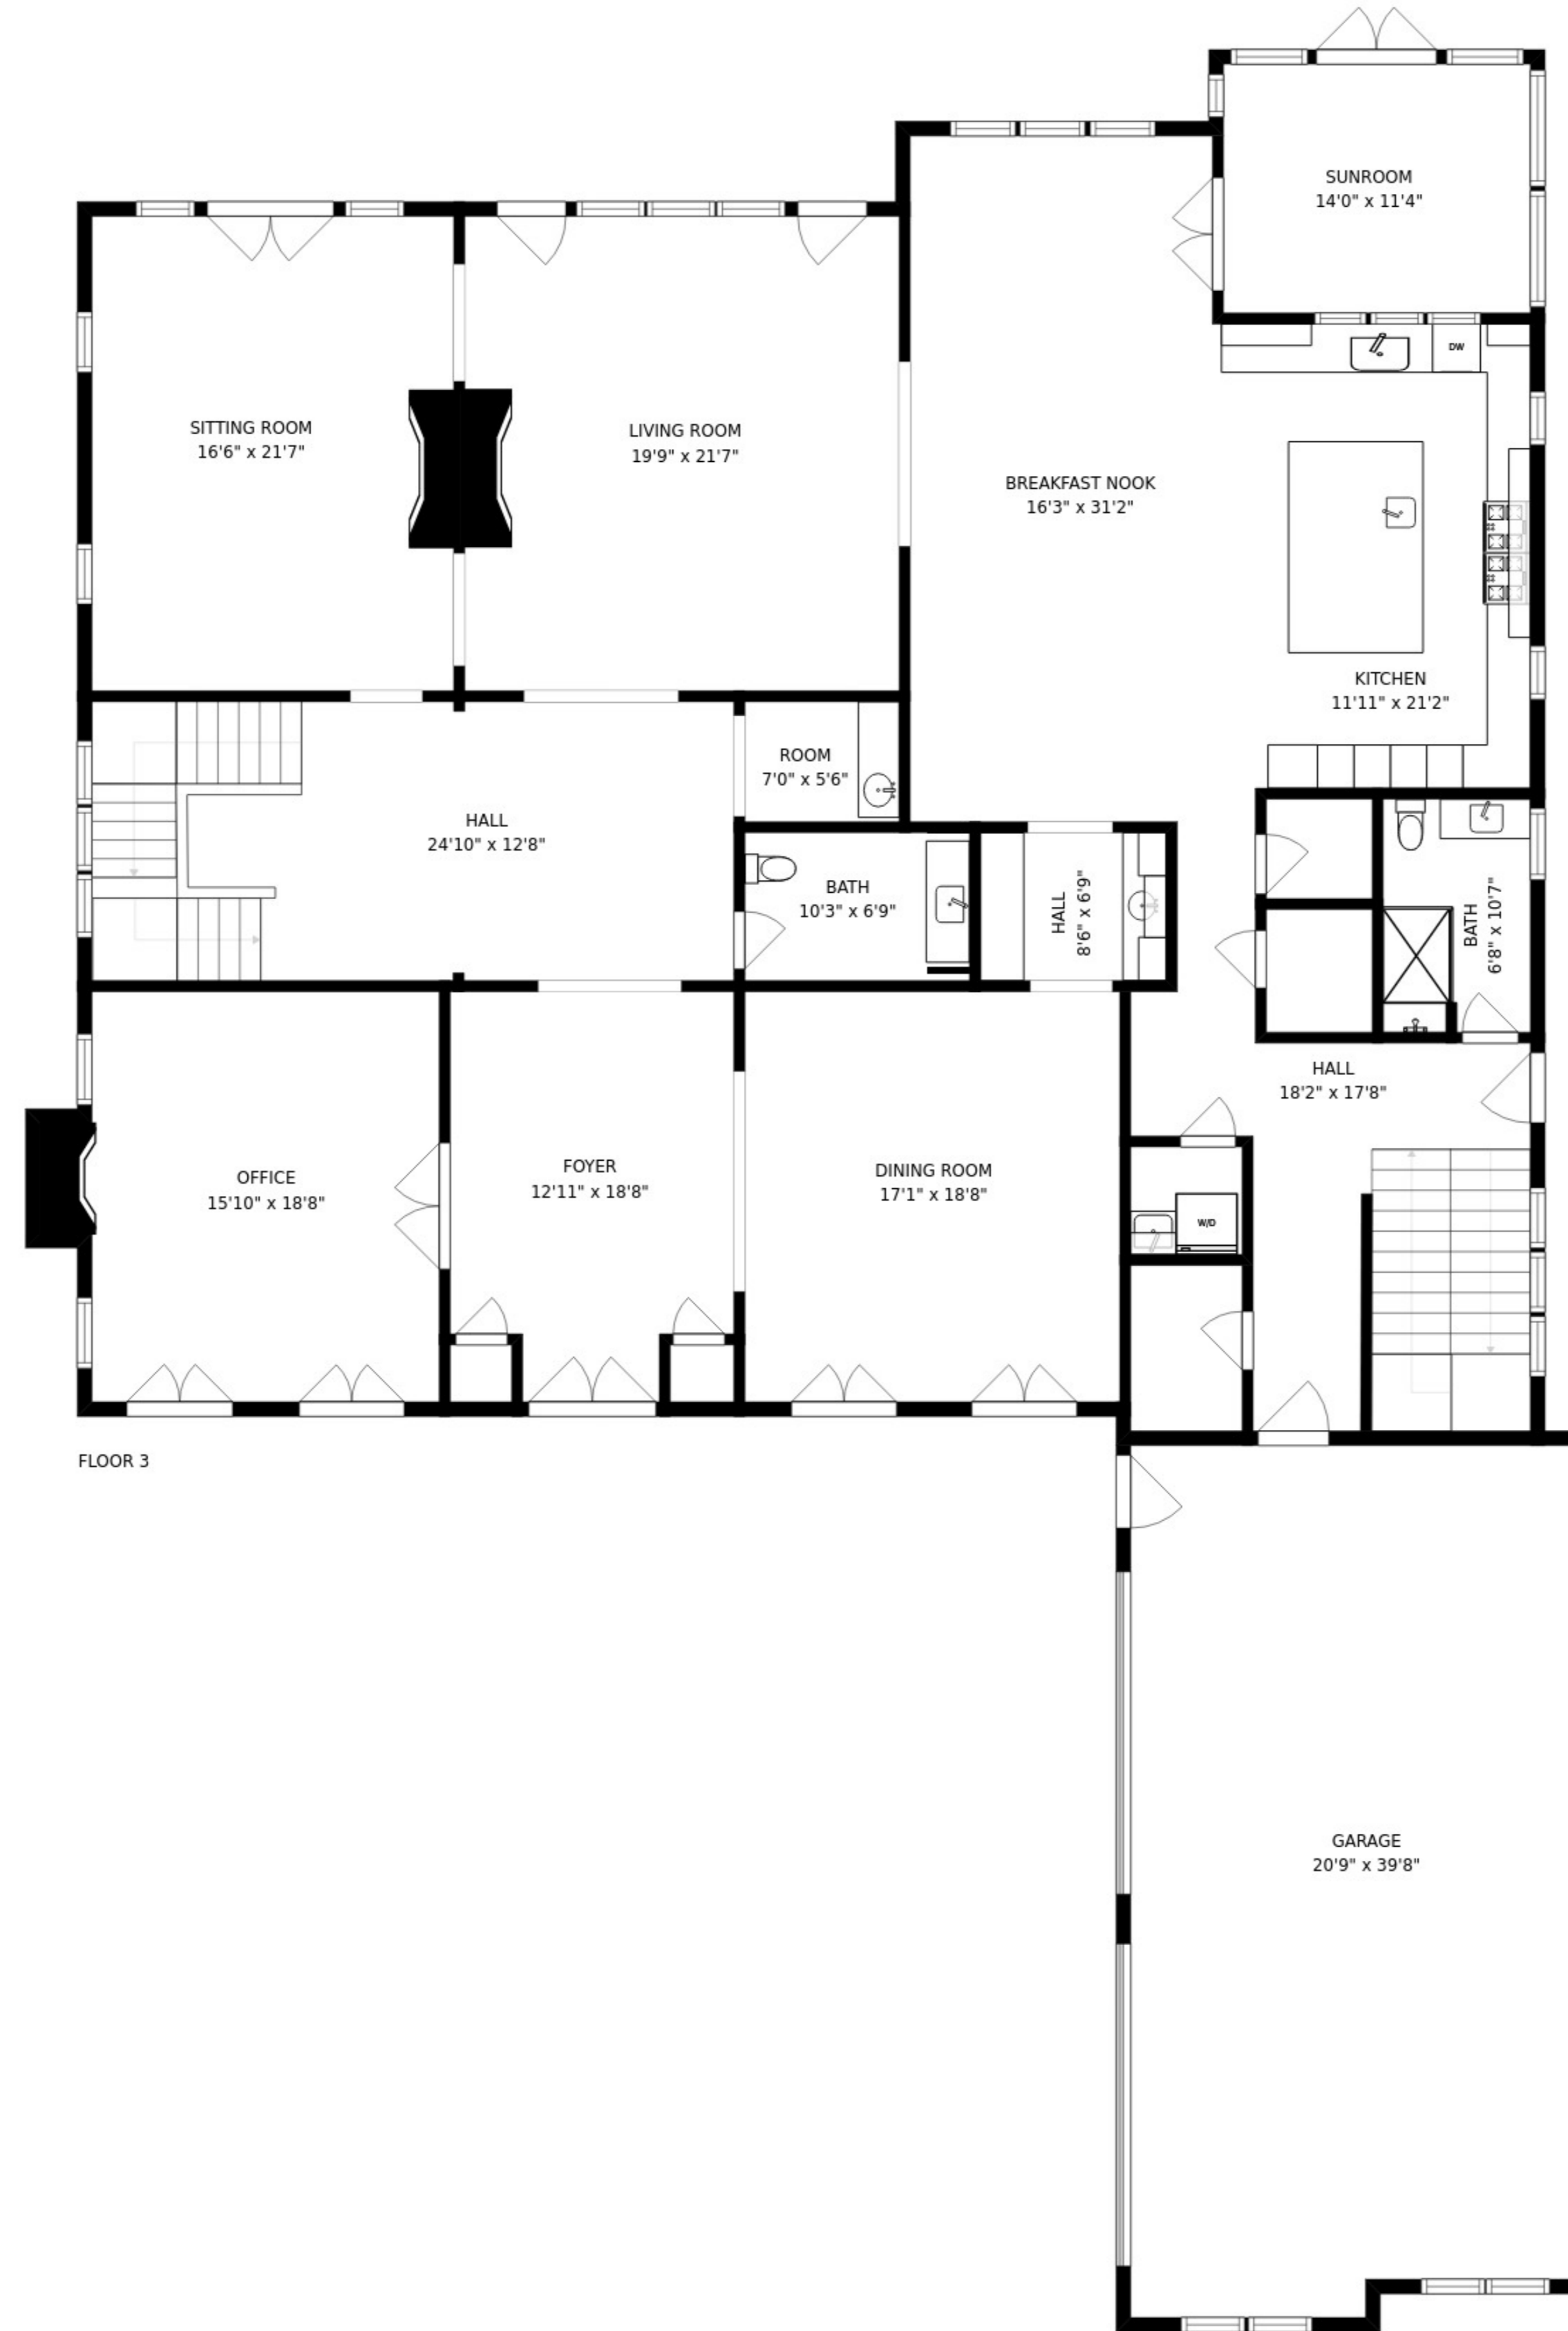 SUNROOM
14'0" x 11'4"
DW
SITTING ROOM
16'6" x 21'7"
LIVING ROOM
19'9" x 21'7"
BREAKFAST NOOK
16'3" x 31'2"
KITCHEN
11'11" x 21'2"
ROOM
7'0" x 5'6"
HALL
24'10" x 12'8"
BATH
10'3" x 6'9"
HALL
8'6" x 6'9"
BATH
6'8" x 10'7"
HALL
18'2" x 17'8"
OFFICE
15'10" x 18'8"
FOYER
12'11" x 18'8"
DINING ROOM
17'1" x 18'8"
W/D
FLOOR 3
GARAGE
20'9" x 39'8"